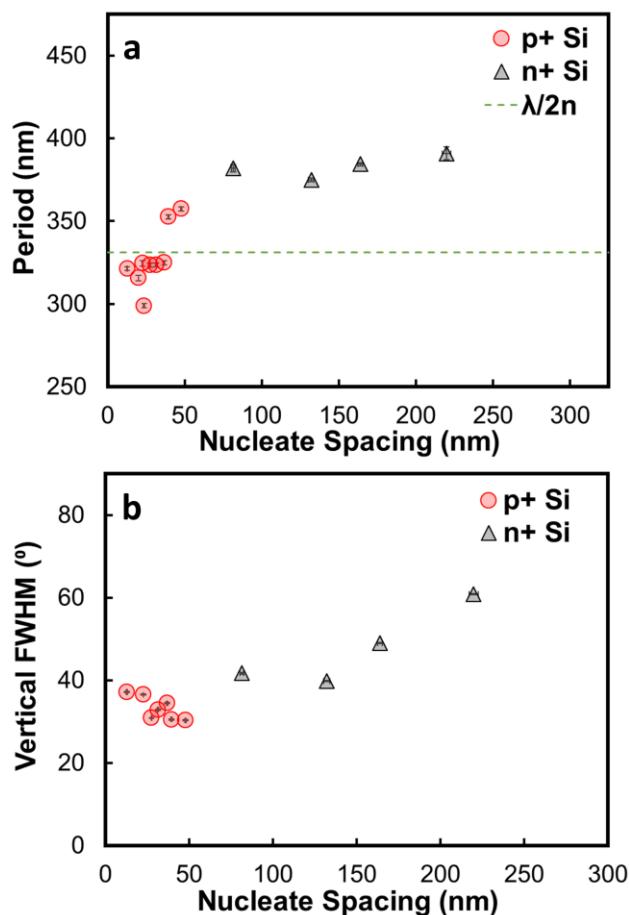 a
p+ Si
n+ Si
λ/2n
450
400
350
300
250
Period (nm)
0 50 100 150 200 250 300
Nucleate Spacing (nm)
b
p+ Si
n+ Si
80
60
40
20
0
Vertical FWHM (º)
0 50 100 150 200 250 300
Nucleate Spacing (nm)